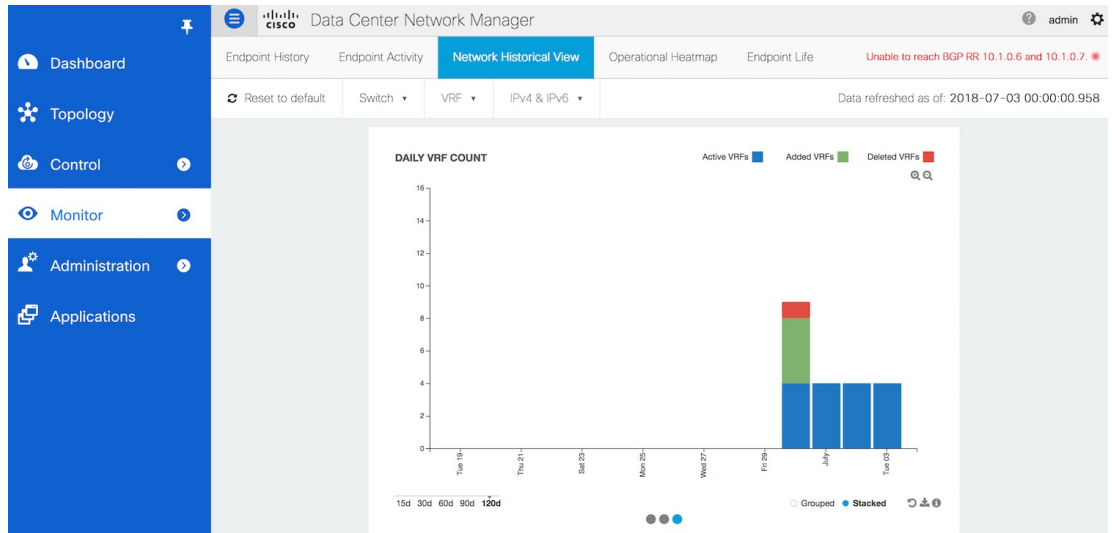 cisco Data Center Network Manager
admin
Dashboard
Topology
Control
Monitor
Administration
Applications
Endpoint History Endpoint Activity Network Historical View Operational Heatmap Endpoint Life
Unable to reach BGP RR 10.1.0.6 and 10.1.0.7.
Reset to default Switch VRF IPv4 & IPv6
Data refreshed as of: 2018-07-03 00:00:00.958
DAILY VRF COUNT
Active VRFs Added VRFs Deleted VRFs
16
14
12
10
8
6
4
2
0
Tue 19 Thu 21 Sat 23 Mon 25 Wed 27 Fri 29 July Tue 03
15d 30d 60d 90d 120d
Grouped Stacked